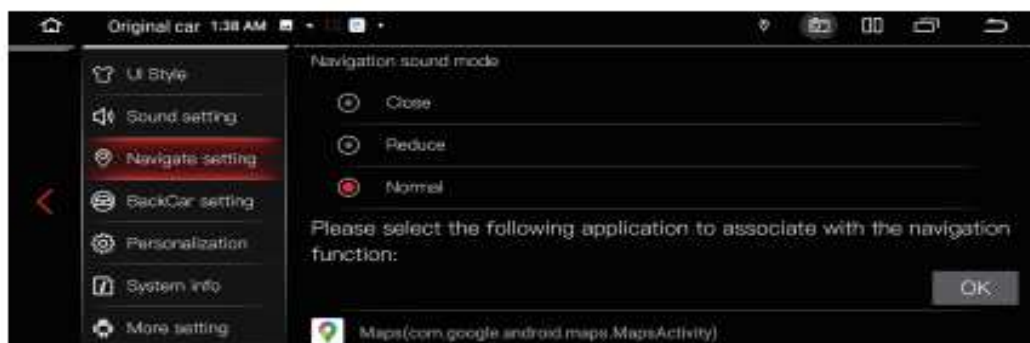 Original car 1:38 AM
UI Style
Sound setting
Navigate setting
BackCar setting
Personalization
System info
More setting
Navigation sound mode
Close
Reduce
Normal
Please select the following application to associate with the navigation
function:
OK
Maps(com.google.android.maps.MapsActivity)